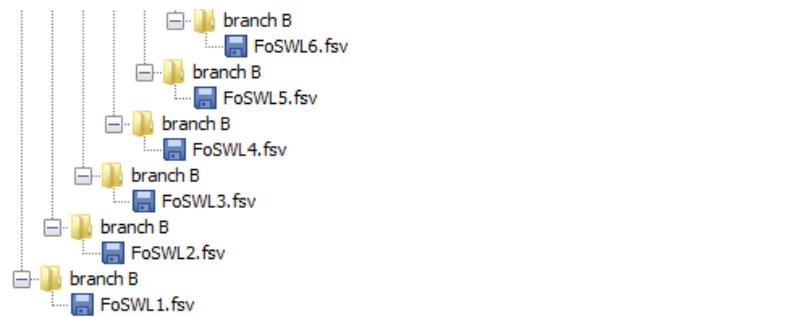 branch B
FoSWL6.fsv
branch B
FoSWL5.fsv
branch B
FoSWL4.fsv
branch B
FoSWL3.fsv
branch B
FoSWL2.fsv
branch B
FoSWL1.fsv